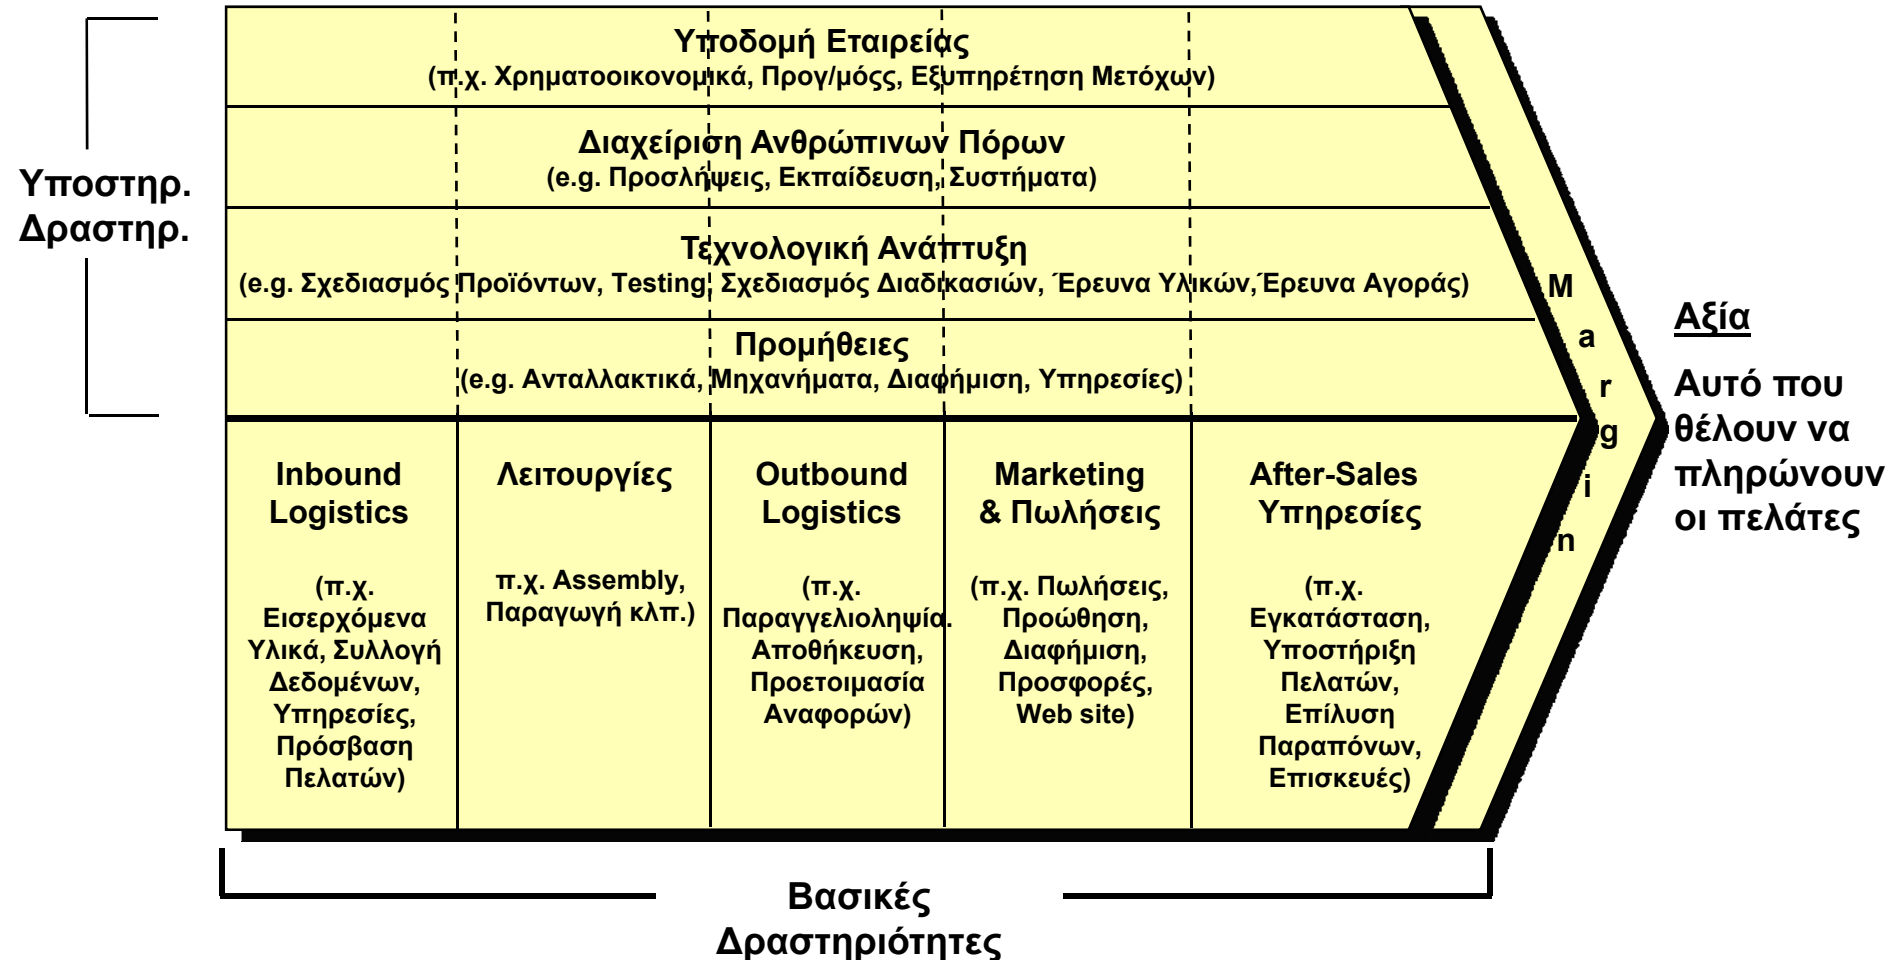 Υποδομή Εταιρείας
(π.χ. Χρηματοοικονομικά, Προγ/μόςς, Εξυπηρέτηση Μετόχων)
Διαχείριση Ανθρώπινων Πόρων
(e.g. Προσλήψεις, Εκπαίδευση, Συστήματα)
Υποστηρ.
Δραστηρ.
Τεχνολογική Ανάπτυξη
(e.g. Σχεδιασμός Προϊόντων, Testing, Σχεδιασμός Διαδικασιών, Έρευνα Υλικών, Έρευνα Αγοράς)
Προμήθειες
(e.g. Ανταλλακτικά, Μηχανήματα, Διαφήμιση, Υπηρεσίες)
M
a
r
g
i
n
Αξία
Αυτό που
θέλουν να
πληρώνουν
οι πελάτες
Inbound
Logistics
(π.χ.
Εισερχόμενα
Υλικά, Συλλογή
Δεδομένων,
Υπηρεσίες,
Πρόσβαση
Πελατών)
Λειτουργίες
π.χ. Assembly,
Παραγωγή κλπ.)
Outbound
Logistics
(π.χ.
Παραγγελιοληψία.
Αποθήκευση,
Προετοιμασία
Αναφορών)
Marketing
& Πωλήσεις
(π.χ. Πωλήσεις,
Προώθηση,
Διαφήμιση,
Προσφορές,
Web site)
After-Sales
Υπηρεσίες
(π.χ.
Εγκατάσταση,
Υποστήριξη
Πελατών,
Επίλυση
Παραπόνων,
Επισκευές)
Βασικές
Δραστηριότητες